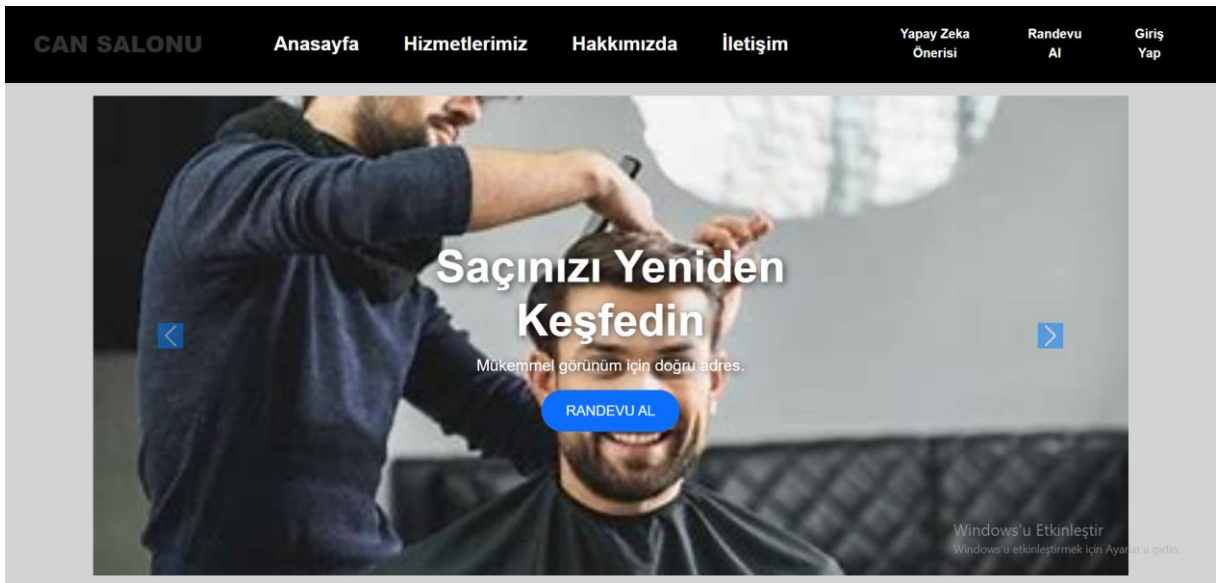 CAN SALONU
Anasayfa
Hizmetlerimiz
Hakkımızda
İletişim
Yapay Zeka
Önerisi
Randevu
Al
Giriş
Yap
Saçınızı Yeniden
Keşfedin
Mükemmel görünüm için doğru adres.
RANDEVU AL
Windows'u Etkinleştir
Windows'u etkinleştirmek için Ayarlar'a gidin.